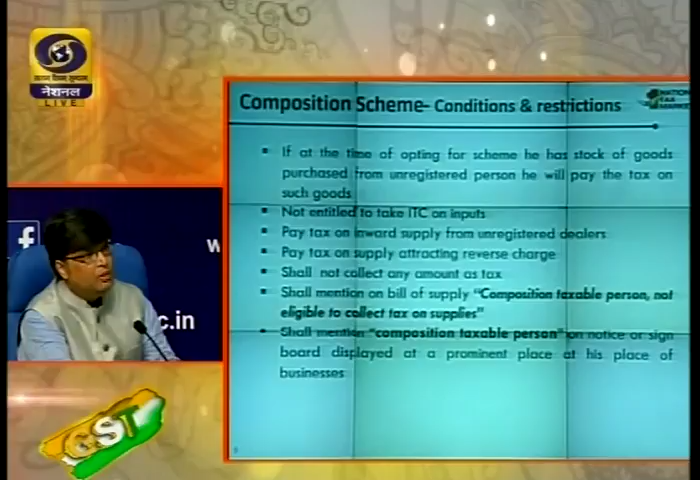 नेशनल
LIVE
Composition Scheme– Conditions & restrictions
NATION
TAX
MARKET
If at the time of opting for scheme he has stock of goods
purchased from unregistered person he will pay the tax on
such goods
Not entitled to take ITC on inputs
Pay tax on inward supply from unregistered dealers
Pay tax on supply attracting reverse charge
Shall not collect any amount as tax
Shall mention on bill of supply "Composition taxable person, not
eligible to collect tax on supplies"
Shall mention "composition taxable person" on notice or sign
board displayed at a prominent place at his place of
businesses
f
w
c.in
GST